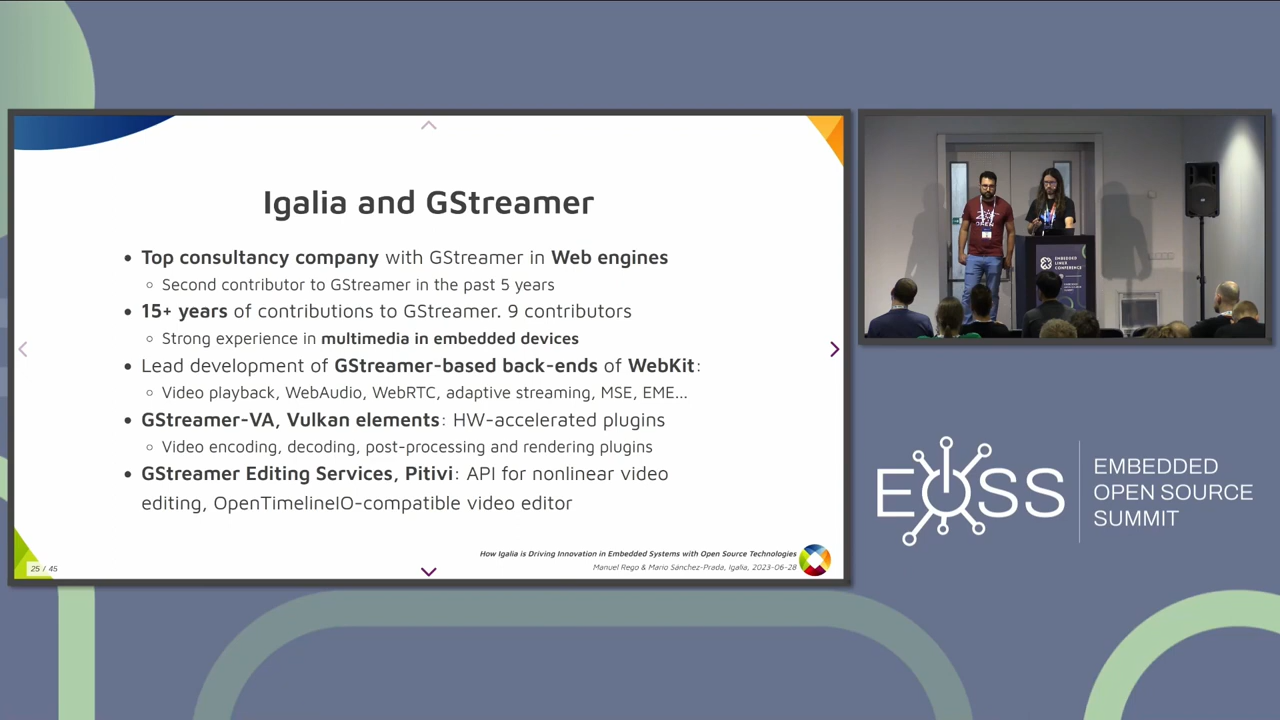 Igalia and GStreamer
• Top consultancy company with GStreamer in Web engines
◦ Second contributor to GStreamer in the past 5 years
• 15+ years of contributions to GStreamer. 9 contributors
◦ Strong experience in multimedia in embedded devices
• Lead development of GStreamer-based back-ends of WebKit:
◦ Video playback, WebAudio, WebRTC, adaptive streaming, MSE, EME...
• GStreamer-VA, Vulkan elements: HW-accelerated plugins
◦ Video encoding, decoding, post-processing and rendering plugins
• GStreamer Editing Services, Pitivi: API for nonlinear video
editing, OpenTimelineIO-compatible video editor
How Igalia is Driving Innovation in Embedded Systems with Open Source Technologies
Manuel Rego & Mario Sánchez-Prada, Igalia, 2023-06-28
25 / 45
EMBEDDED
LINUX
CONFERENCE
EOSS
EMBEDDED
OPEN SOURCE
SUMMIT